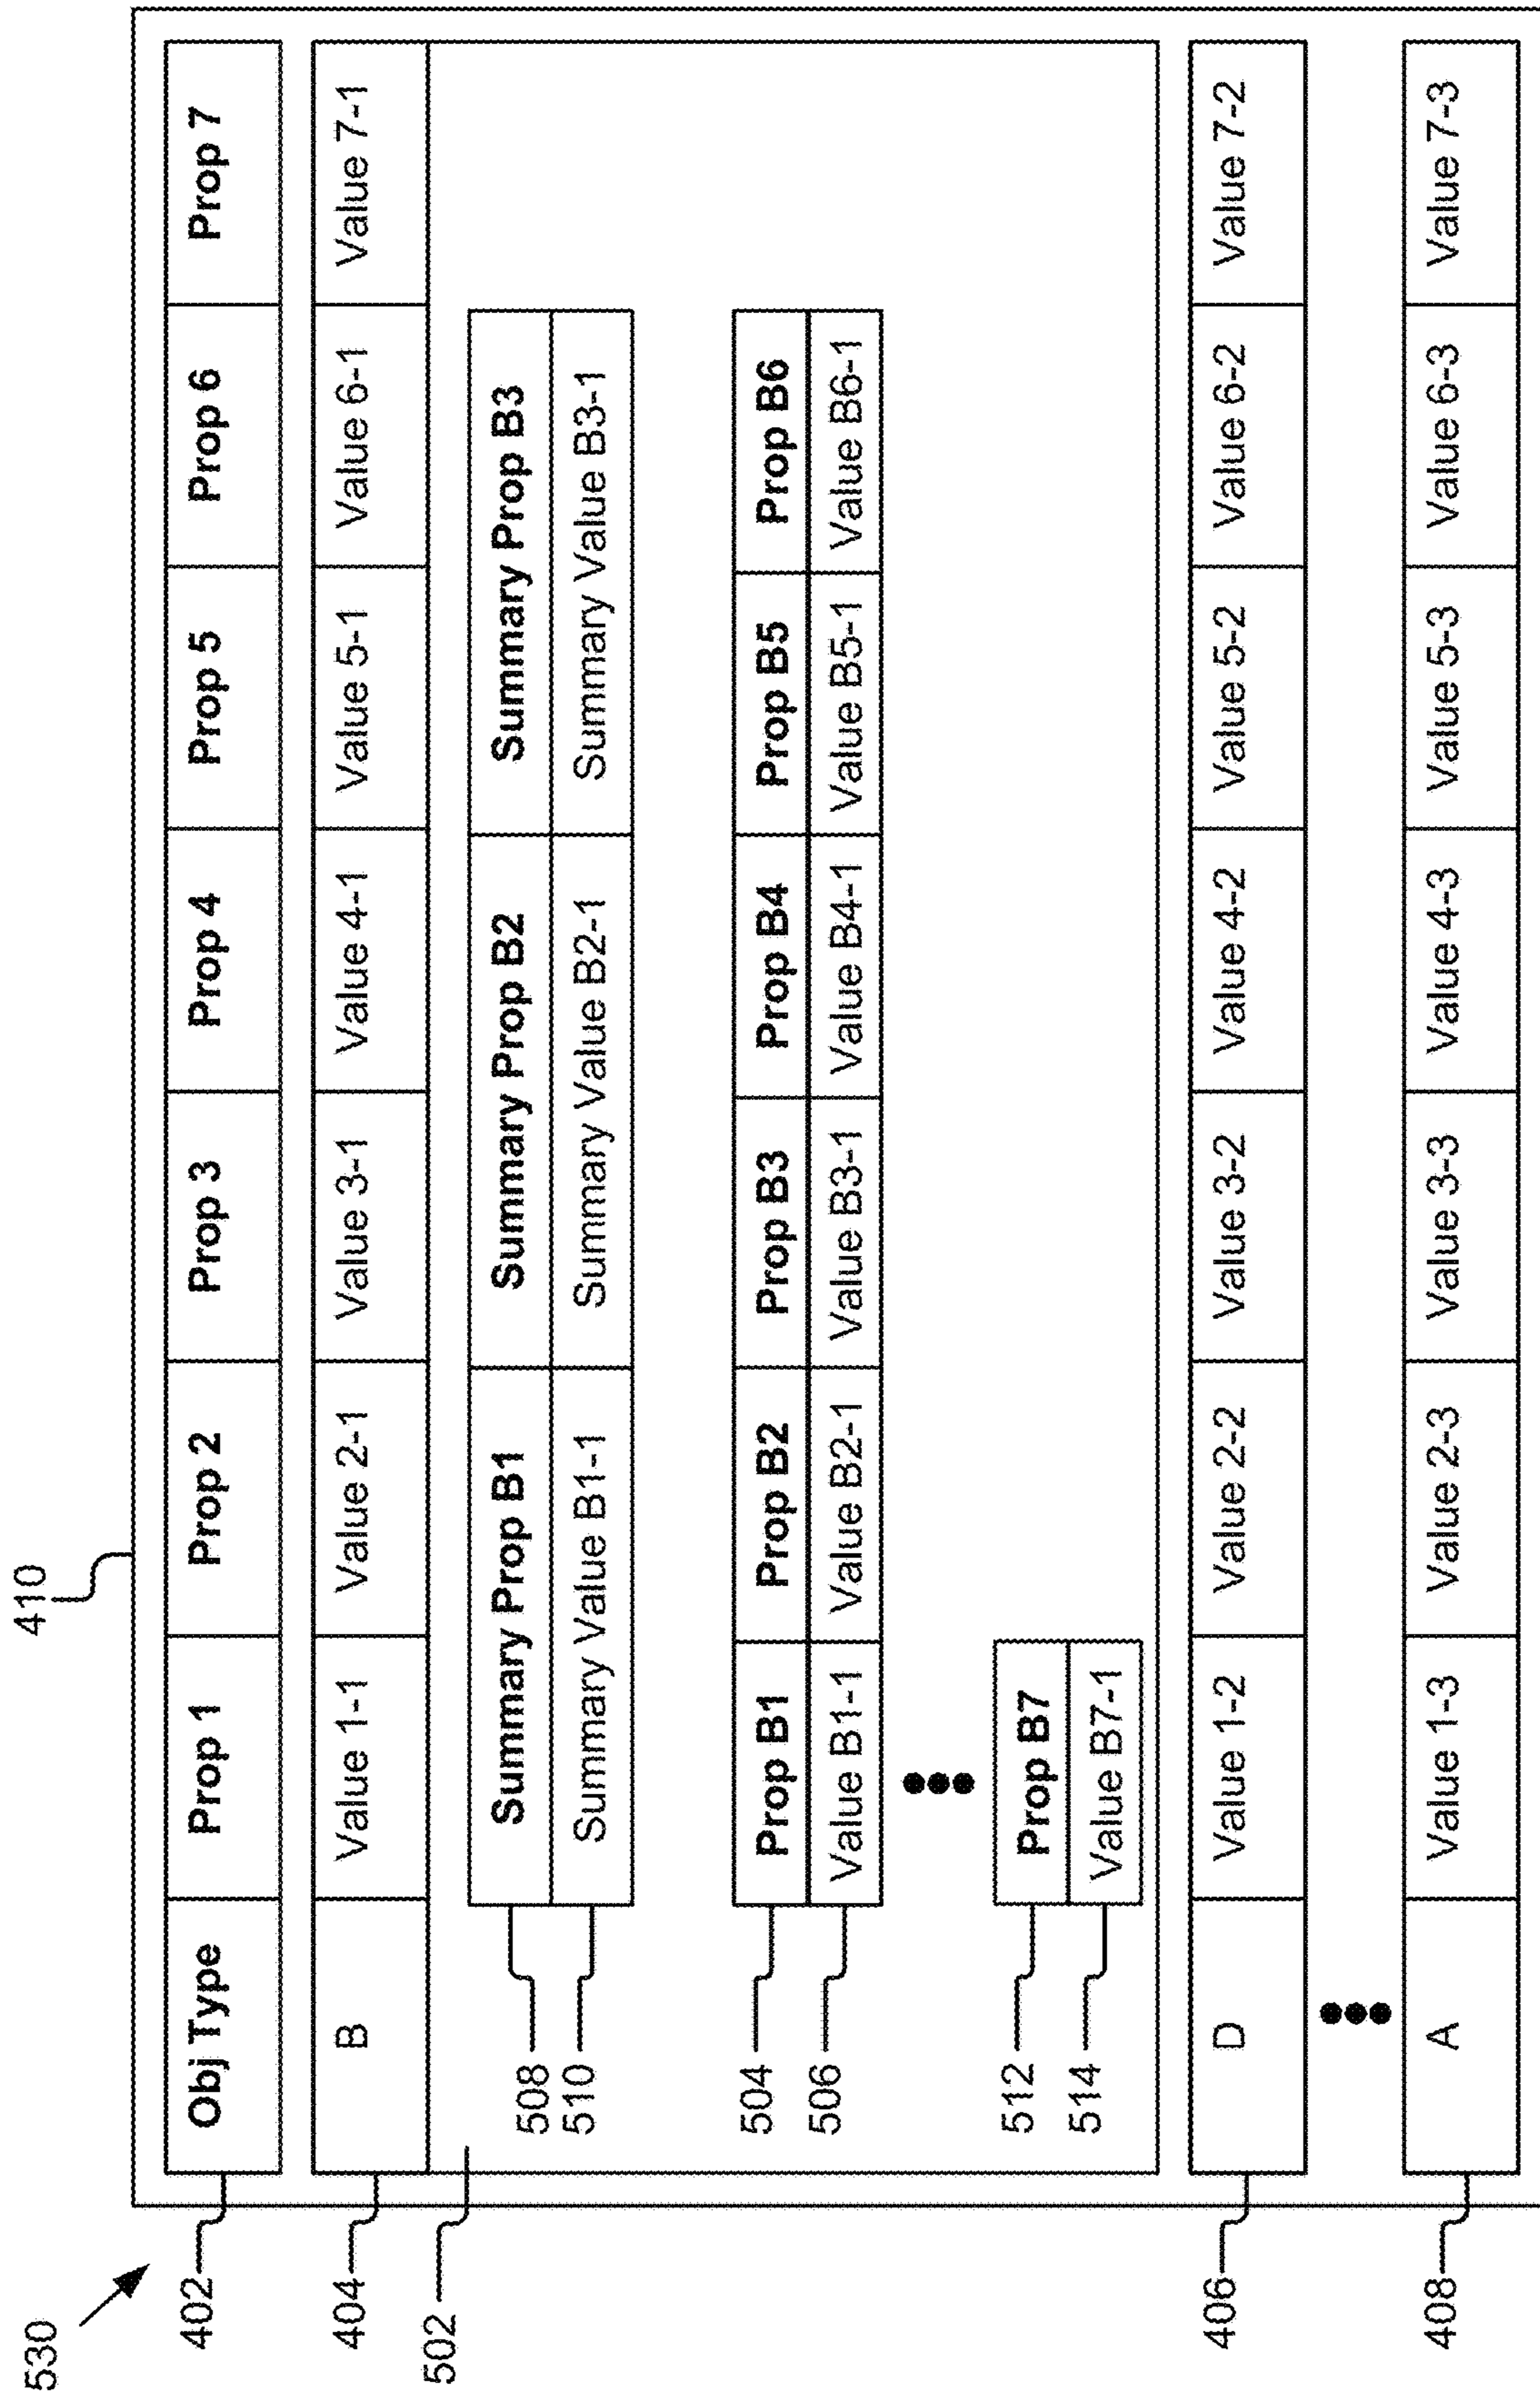 530
410
402
Obj Type Prop 1 Prop 2 Prop 3 Prop 4 Prop 5 Prop 6 Prop 7
404
B Value 1-1 Value 2-1 Value 3-1 Value 4-1 Value 5-1 Value 6-1 Value 7-1
502
508
Summary Prop B1 Summary Prop B2 Summary Prop B3
510
Summary Value B1-1 Summary Value B2-1 Summary Value B3-1
504
Prop B1 Prop B2 Prop B3 Prop B4 Prop B5 Prop B6
506
Value B1-1 Value B2-1 Value B3-1 Value B4-1 Value B5-1 Value B6-1
512
Prop B7
514
Value B7-1
406
D Value 1-2 Value 2-2 Value 3-2 Value 4-2 Value 5-2 Value 6-2 Value 7-2
408
A Value 1-3 Value 2-3 Value 3-3 Value 4-3 Value 5-3 Value 6-3 Value 7-3